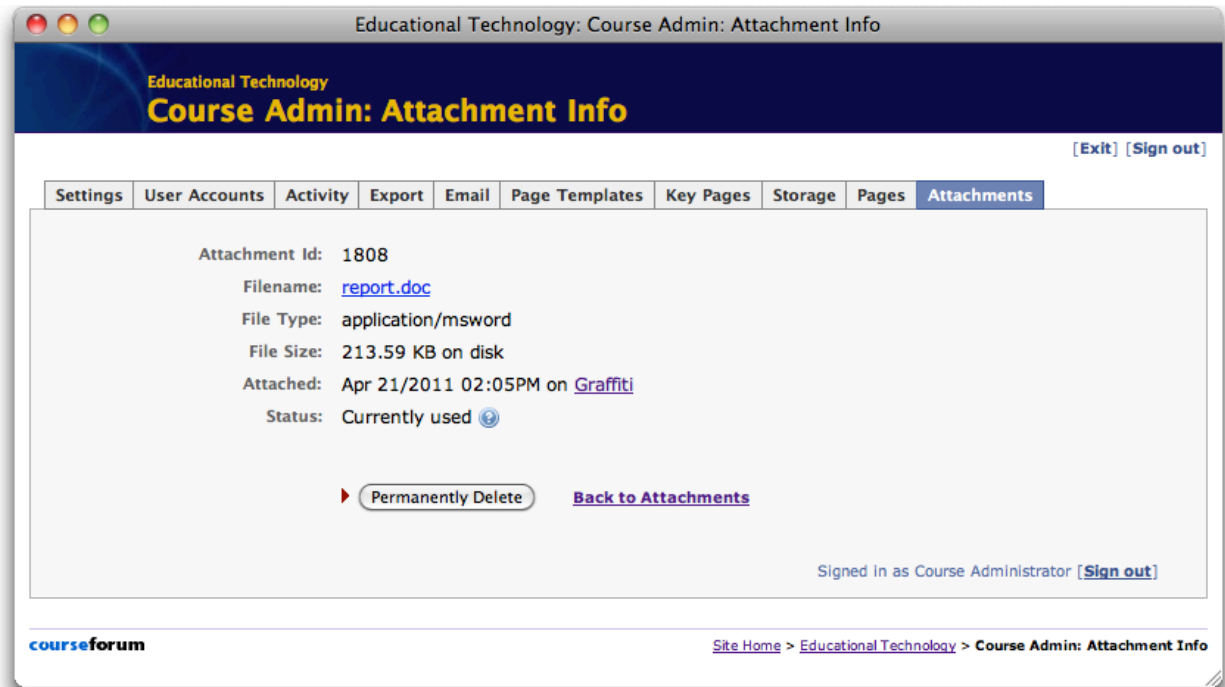 Educational Technology: Course Admin: Attachment Info
Educational Technology
Course Admin: Attachment Info
[Exit] [Sign out]
Settings User Accounts Activity Export Email Page Templates Key Pages Storage Pages Attachments
Attachment Id: 1808
Filename: report.doc
File Type: application/msword
File Size: 213.59 KB on disk
Attached: Apr 21/2011 02:05PM on Graffiti
Status: Currently used ?
Permanently Delete Back to Attachments
Signed in as Course Administrator [Sign out]
courseforum Site Home > Educational Technology > Course Admin: Attachment Info